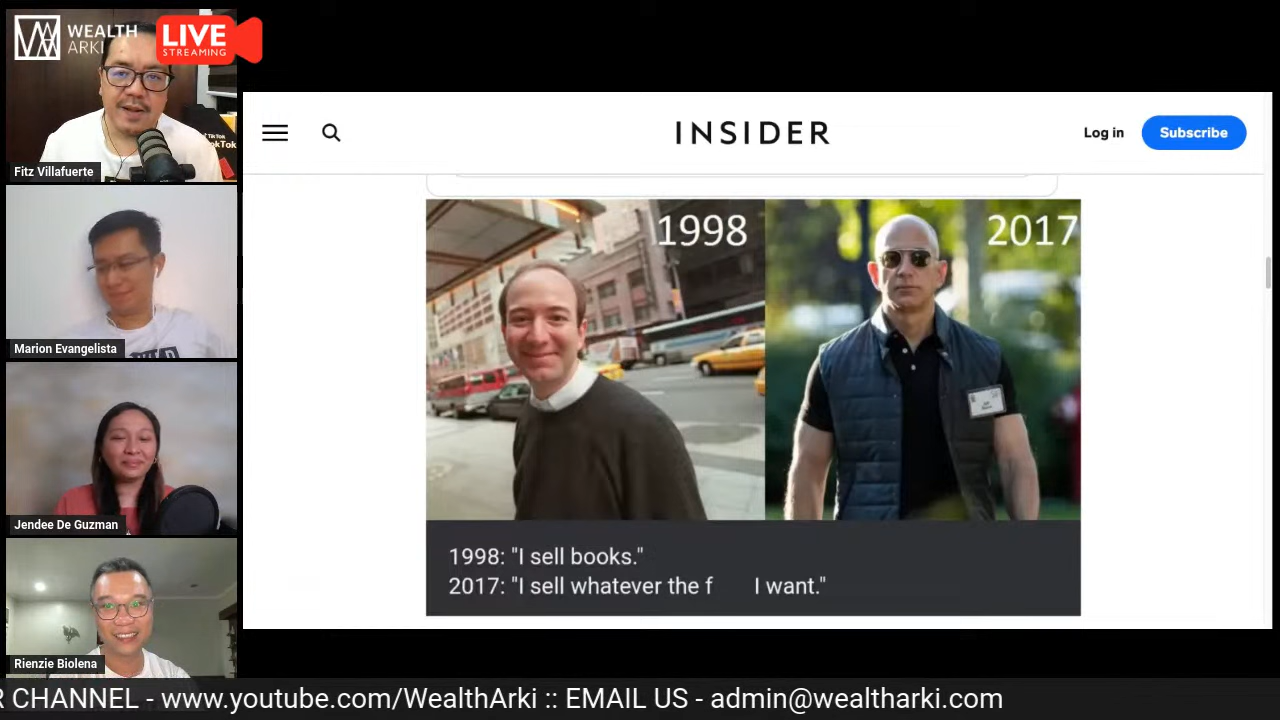 WEALTH
ARKI
LIVE
STREAMING
Fitz Villafuerte
Marion Evangelista
Jendee De Guzman
Rienzie Biolena
INSIDER
Log in
Subscribe
1998
2017
1998: "I sell books."
2017: "I sell whatever the f I want."
R CHANNEL - www.youtube.com/WealthArki :: EMAIL US - admin@wealtharki.com